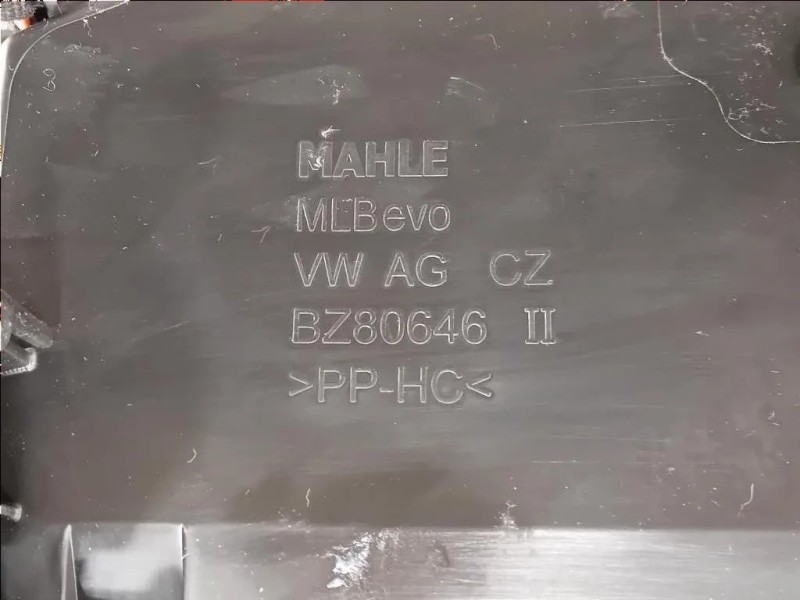 MAHLE
MLBevo
VW AG CZ
BZ80646 II
>PP-HC<